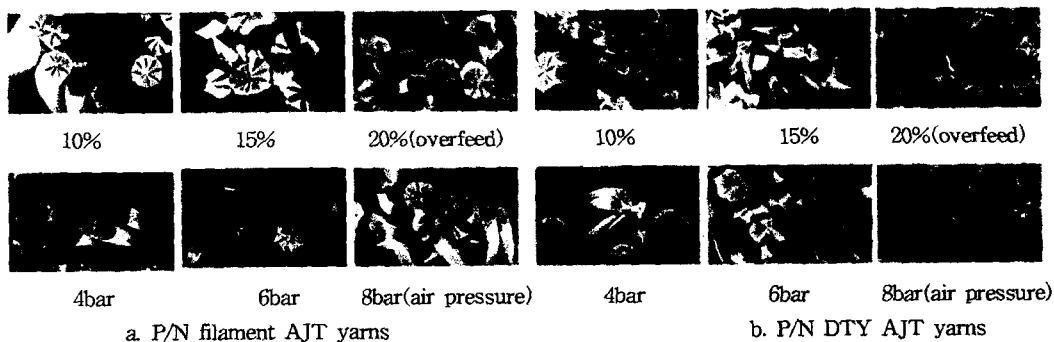 10% 15% 20%(overfeed) 10% 15% 20%(overfeed)
4bar 6bar 8bar(air pressure) 4bar 6bar 8bar(air pressure)
a. P/N filament AJT yarns b. P/N DTY AJT yarns